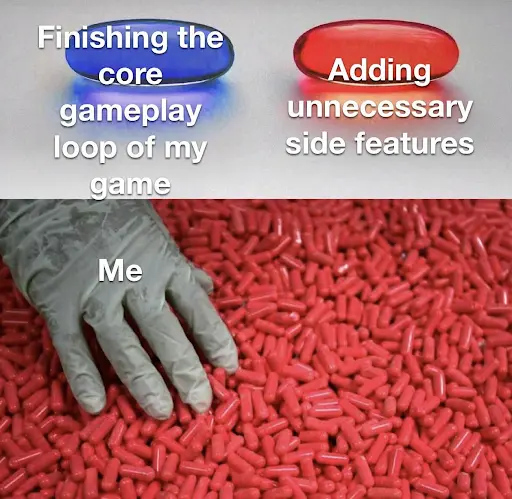 Finishing the
core
gameplay
loop of my
game
Adding
unnecessary
side features
Me